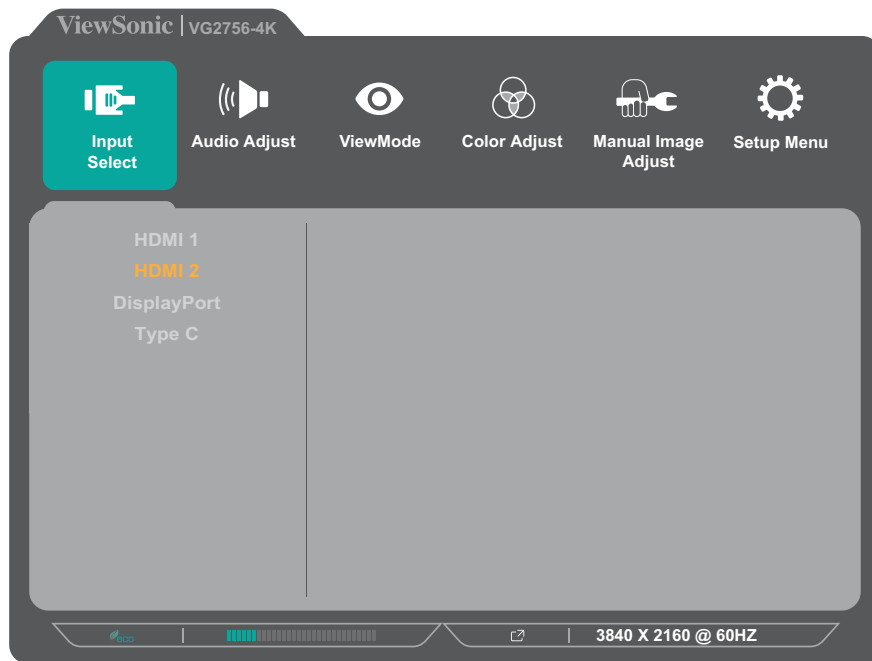 ViewSonic | VG2756-4K
Input
Select
Audio Adjust
ViewMode
Color Adjust
Manual Image
Adjust
Setup Menu
HDMI 1
HDMI 2
DisplayPort
Type C
eco
3840 X 2160 @ 60HZ